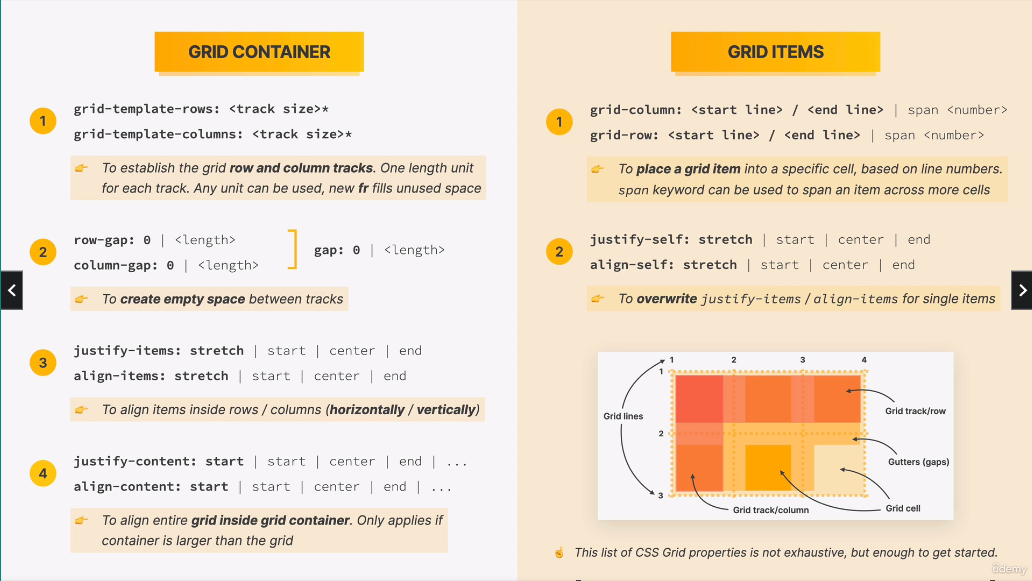 GRID CONTAINER
1
grid-template-rows: <track size>*
grid-template-columns: <track size>*
To establish the grid row and column tracks. One length unit
for each track. Any unit can be used, new fr fills unused space
2
row-gap: 0 | <length>
column-gap: 0 | <length>
gap: 0 | <length>
To create empty space between tracks
3
justify-items: stretch | start | center | end
align-items: stretch | start | center | end
To align items inside rows / columns (horizontally / vertically)
4
justify-content: start | start | center | end | ...
align-content: start | start | center | end | ...
To align entire grid inside grid container. Only applies if
container is larger than the grid
GRID ITEMS
1
grid-column: <start line> / <end line> | span <number>
grid-row: <start line> / <end line> | span <number>
To place a grid item into a specific cell, based on line numbers.
span keyword can be used to span an item across more cells
2
justify-self: stretch | start | center | end
align-self: stretch | start | center | end
To overwrite justify-items / align-items for single items
1 2 3 4
1
Grid lines
Grid track/row
2
Gutters (gaps)
3
Grid track/column
Grid cell
This list of CSS Grid properties is not exhaustive, but enough to get started.
ûdemy